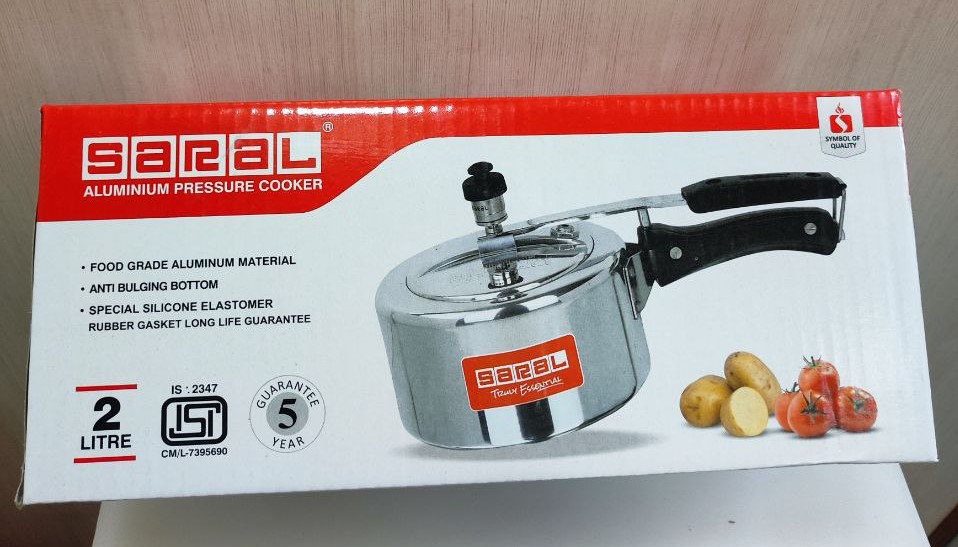 SARAL®
ALUMINIUM PRESSURE COOKER
SYMBOL OF
QUALITY
• FOOD GRADE ALUMINUM MATERIAL
• ANTI BULGING BOTTOM
• SPECIAL SILICONE ELASTOMER
RUBBER GASKET LONG LIFE GUARANTEE
SARAL
SARAL
TRULY ESSENTIAL
2
LITRE
IS : 2347
ISI
CM/L-7395690
GUARANTEE
5
YEAR